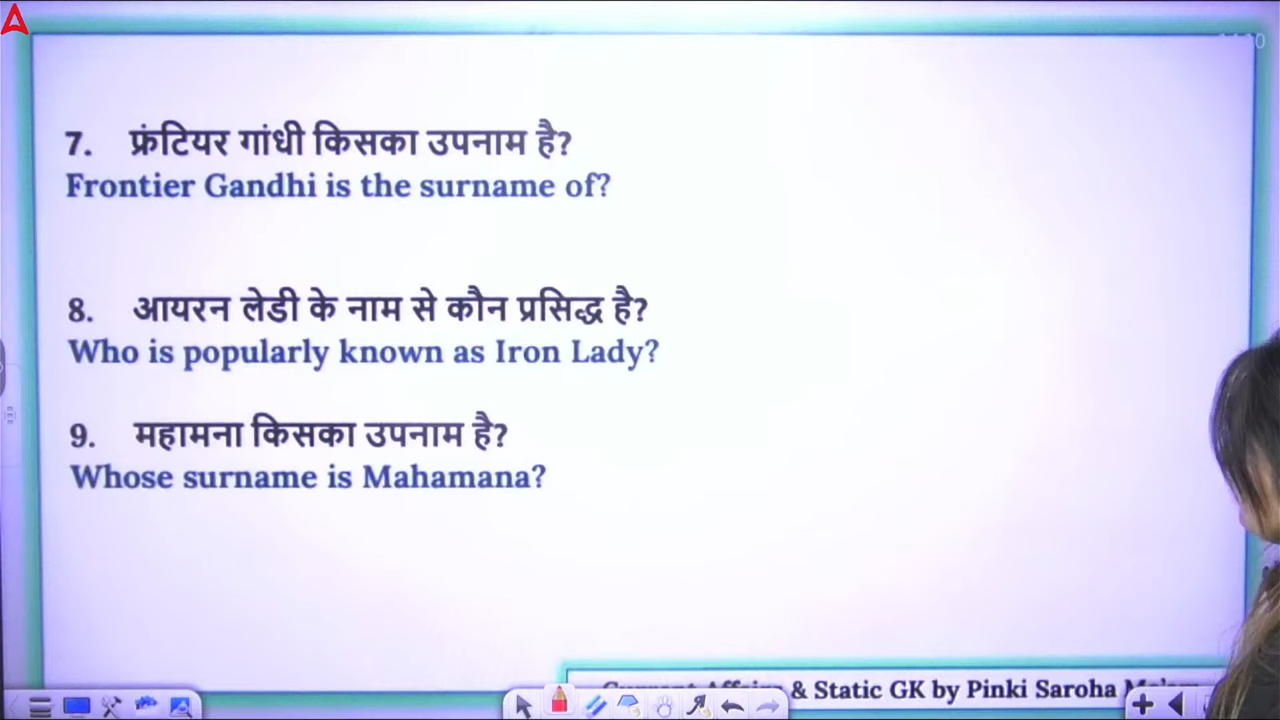 7. फ्रंटियर गांधी किसका उपनाम है?
Frontier Gandhi is the surname of?
8. आयरन लेडी के नाम से कौन प्रसिद्ध है?
Who is popularly known as Iron Lady?
9. महामना किसका उपनाम है?
Whose surname is Mahamana?
& Static GK by Pinki Saroha